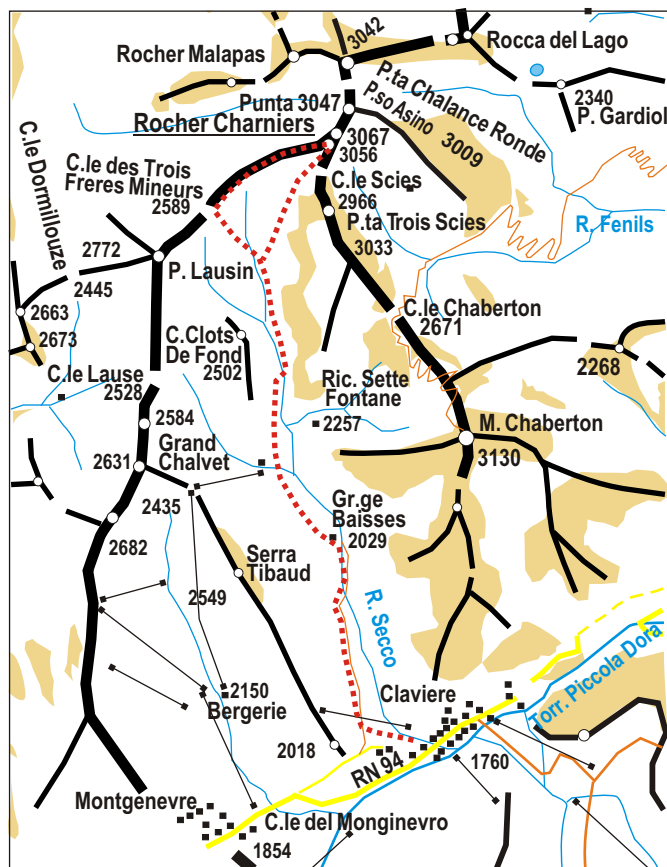 3042
Rocher Malapas
Rocca del Lago
P.ta Chalance Ronde
Punta 3047
P.so Asino 3009
2340
P. Gardiol
Rocher Charniers
3067
3056
C.le des Trois
Freres Mineurs
2589
C.le Scies
2966
C.le Dormillouze
P.ta Trois Scies
3033
R. Fenils
2772
2445
P. Lausin
2663
2673
C.le Chaberton
2671
C.Clots
De Fond
2502
C.le Lause
2528
2268
Ric. Sette
Fontane
2257
2584
Grand
Chalvet
2631
M. Chaberton
3130
2435
Gr.ge
Baisses
2029
2682
Serra
Tibaud
2549
R. Secco
Torr. Piccola Dora
2150
Bergerie
Claviere
2018
RN 94
1760
Montgenevre
C.le del Monginevro
1854